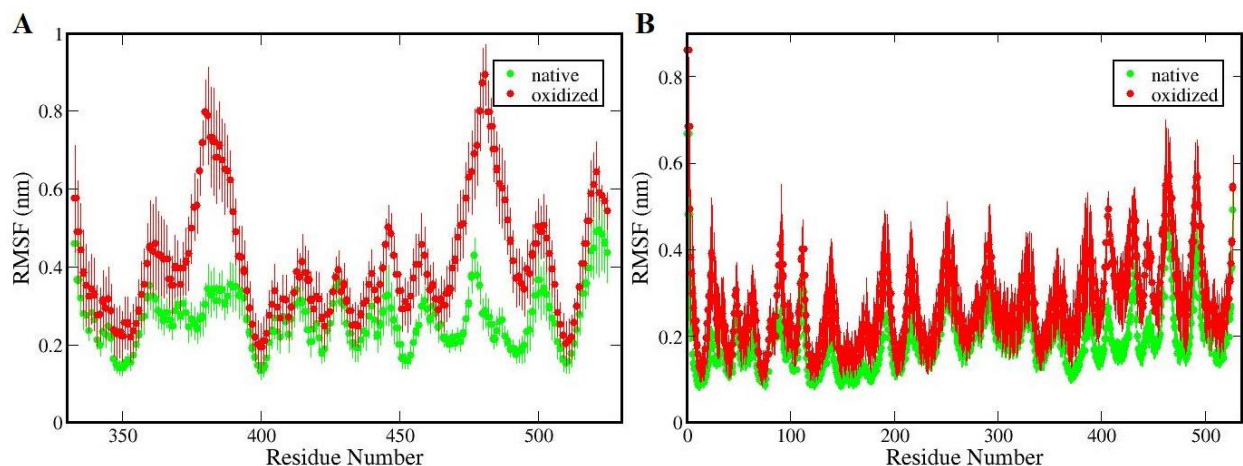 A
RMSF (nm)
1
0.8
0.6
0.4
0.2
0
native
oxidized
350
400
450
500
Residue Number
B
RMSF (nm)
0.8
0.6
0.4
0.2
0
native
oxidized
0
100
200
300
400
500
Residue Number